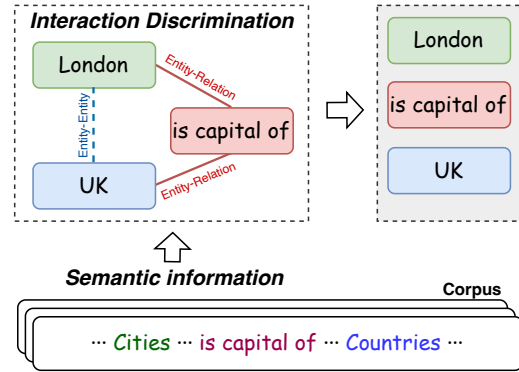 Interaction Discrimination
London
Entity-Relation
Entity-Entity
is capital of
UK
Entity-Relation
London
is capital of
UK
Semantic information
Corpus
··· Cities ··· is capital of ··· Countries ···